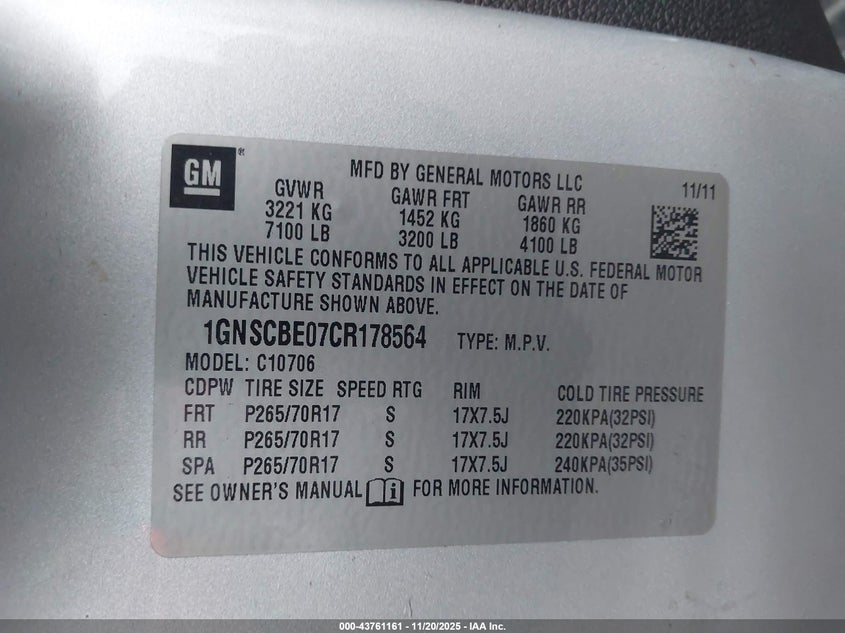 GM ®
MFD BY GENERAL MOTORS LLC 11/11
GVWR GAWR FRT GAWR RR
3221 KG 1452 KG 1860 KG
7100 LB 3200 LB 4100 LB
THIS VEHICLE CONFORMS TO ALL APPLICABLE U.S. FEDERAL MOTOR
VEHICLE SAFETY STANDARDS IN EFFECT ON THE DATE OF
MANUFACTURE SHOWN ABOVE.
1GNSCBE07CR178564 TYPE: M.P.V.
MODEL: C10706
CDPW TIRE SIZE SPEED RTG RIM COLD TIRE PRESSURE
FRT P265/70R17 S 17X7.5J 220KPA(32PSI)
RR P265/70R17 S 17X7.5J 220KPA(32PSI)
SPA P265/70R17 S 17X7.5J 240KPA(35PSI)
SEE OWNER'S MANUAL i FOR MORE INFORMATION.
000-43761161 - 11/20/2025 - IAA Inc.